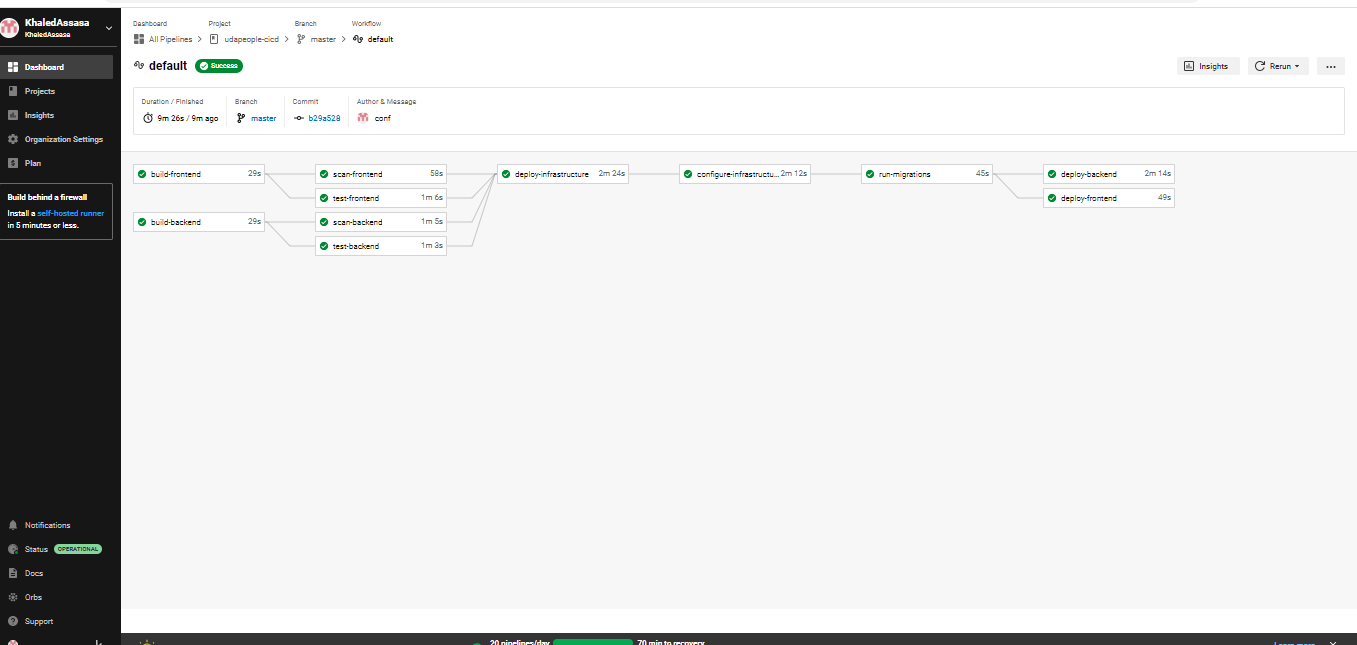 KhaledAssasa
KhaledAssasa
Dashboard
Projects
Insights
Organization Settings
Plan
Build behind a firewall
Install a self-hosted runner
in 5 minutes or less.
Notifications
Status OPERATIONAL
Docs
Orbs
Support
Dashboard Project Branch Workflow
All Pipelines udapeople-cicd master default
default Success
Insights Rerun
Duration / Finished Branch Commit Author & Message
9m 26s / 9m ago master b29a528 conf
build-frontend 29s scan-frontend 58s deploy-infrastructure 2m 24s configure-infrastructu... 2m 12s run-migrations 45s deploy-backend 2m 14s
test-frontend 1m 6s deploy-frontend 49s
build-backend 29s scan-backend 1m 5s
test-backend 1m 3s
20 pipelines/day 70 min to recovery Learn more